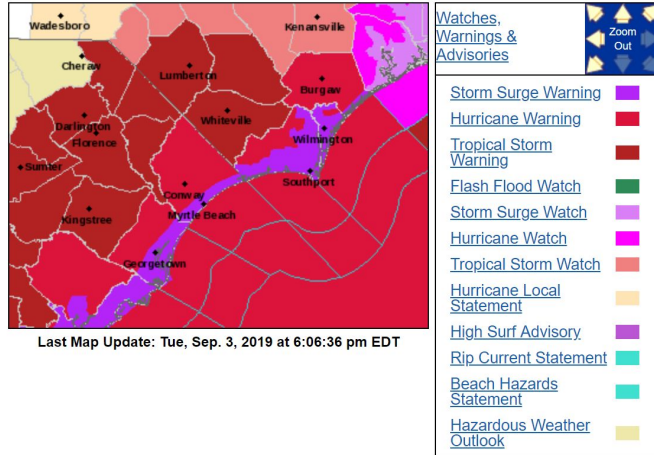 Wadesboro
Kenansville
Cheraw
Lumberton
Burgaw
Whiteville
Darlington
Florence
Wilmington
Sumter
Southport
Conway
Myrtle Beach
Kingstree
Georgetown
Last Map Update: Tue, Sep. 3, 2019 at 6:06:36 pm EDT
Watches,
Warnings &
Advisories
Zoom
Out
Storm Surge Warning
Hurricane Warning
Tropical Storm
Warning
Flash Flood Watch
Storm Surge Watch
Hurricane Watch
Tropical Storm Watch
Hurricane Local
Statement
High Surf Advisory
Rip Current Statement
Beach Hazards
Statement
Hazardous Weather
Outlook